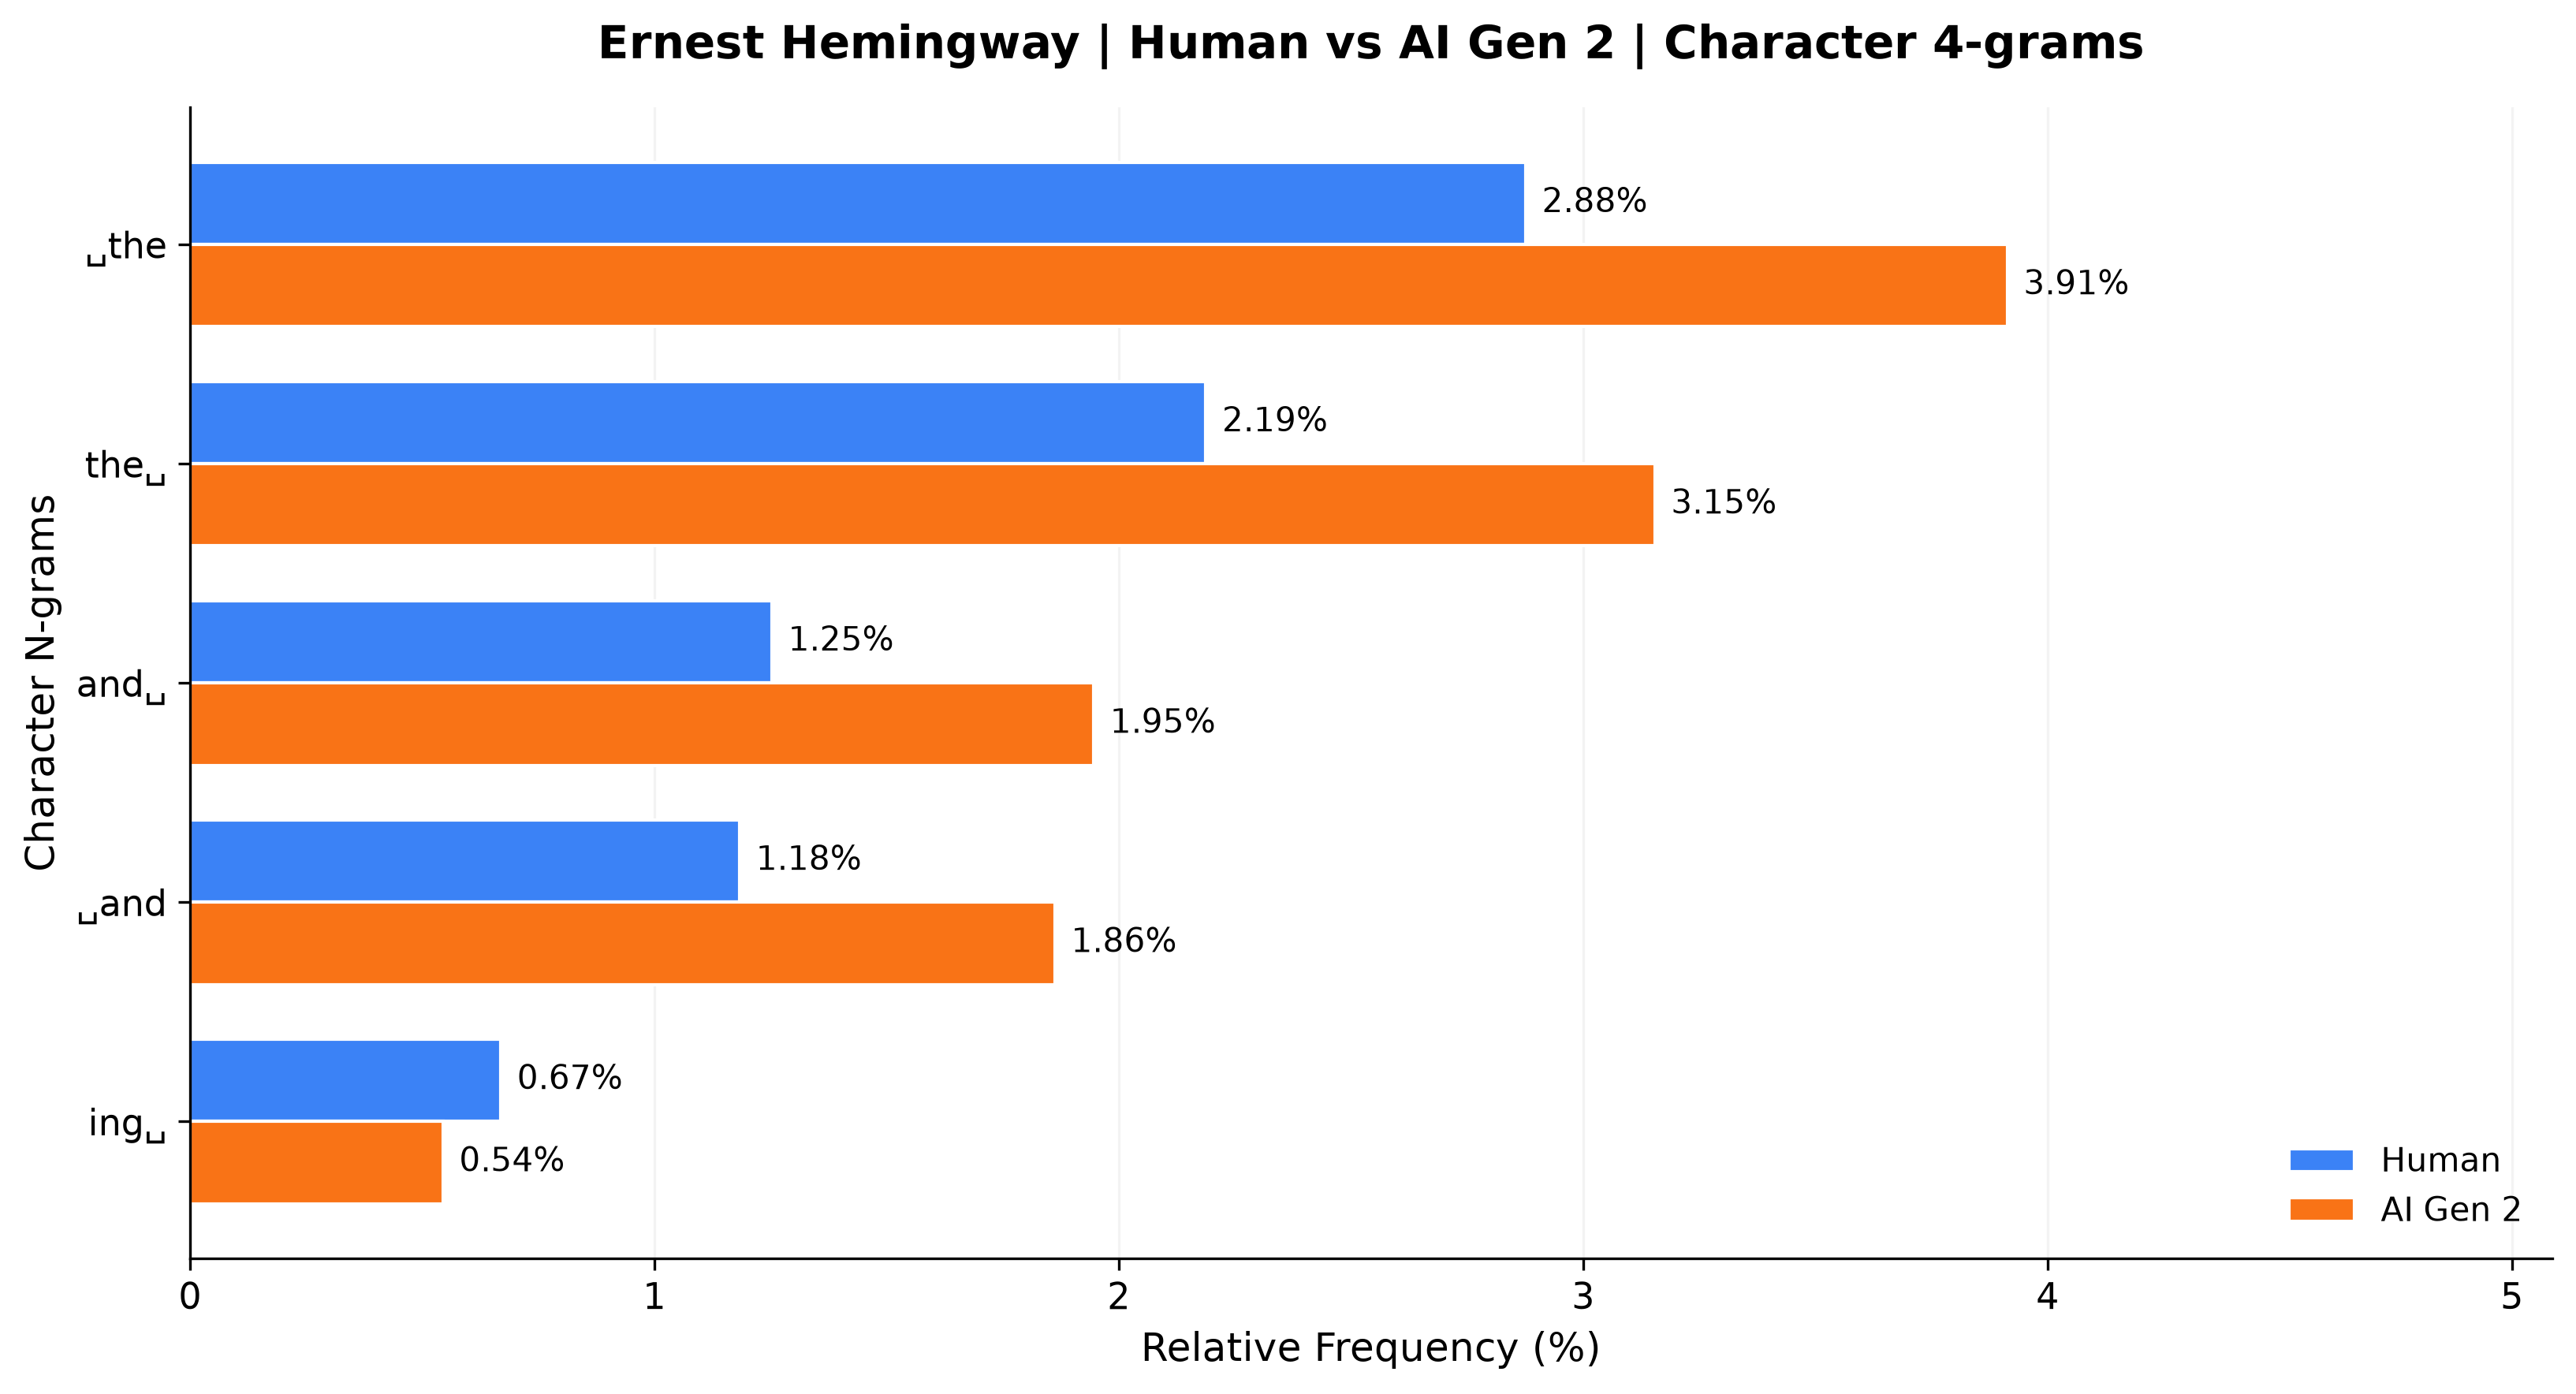 Ernest Hemingway | Human vs AI Gen 2 | Character 4-grams
Character N-grams
␣the
2.88%
3.91%
the␣
2.19%
3.15%
and␣
1.25%
1.95%
␣and
1.18%
1.86%
ing␣
0.67%
0.54%
Human
AI Gen 2
0 1 2 3 4 5
Relative Frequency (%)